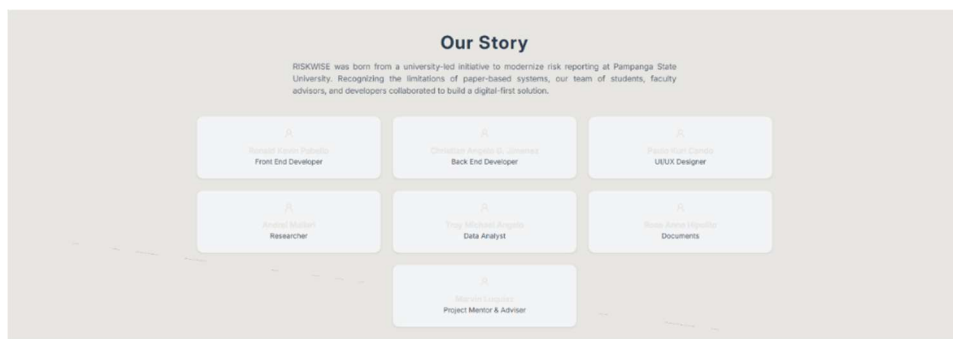 Our Story
RISKWISE was born from a university-led initiative to modernize risk reporting at Pampanga State
University. Recognizing the limitations of paper-based systems, our team of students, faculty
advisors, and developers collaborated to build a digital-first solution.
Front End Developer
Back End Developer
UI/UX Designer
Researcher
Data Analyst
Documents
Project Mentor & Adviser